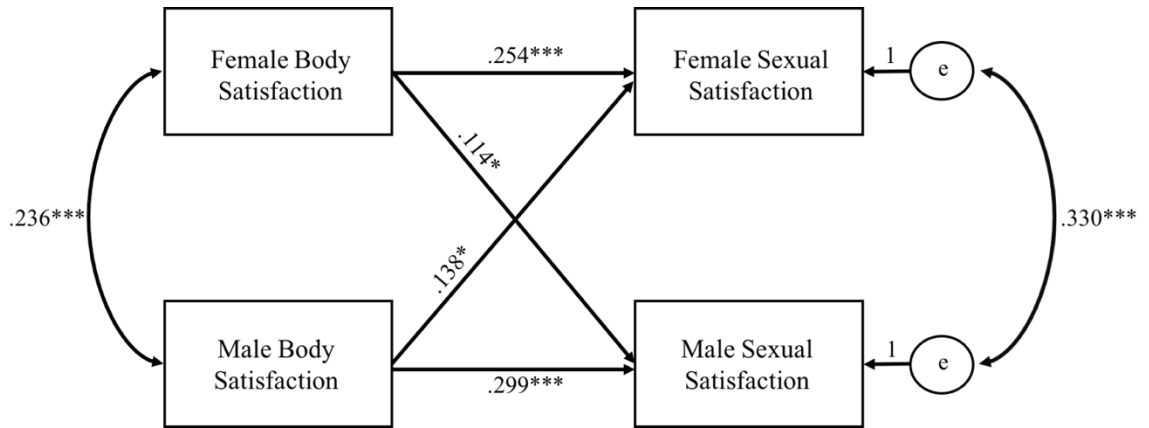 Female Body
Satisfaction
.254***
Female Sexual
Satisfaction
1
e
.114*
.236***
.330***
.138*
Male Body
Satisfaction
.299***
Male Sexual
Satisfaction
1
e